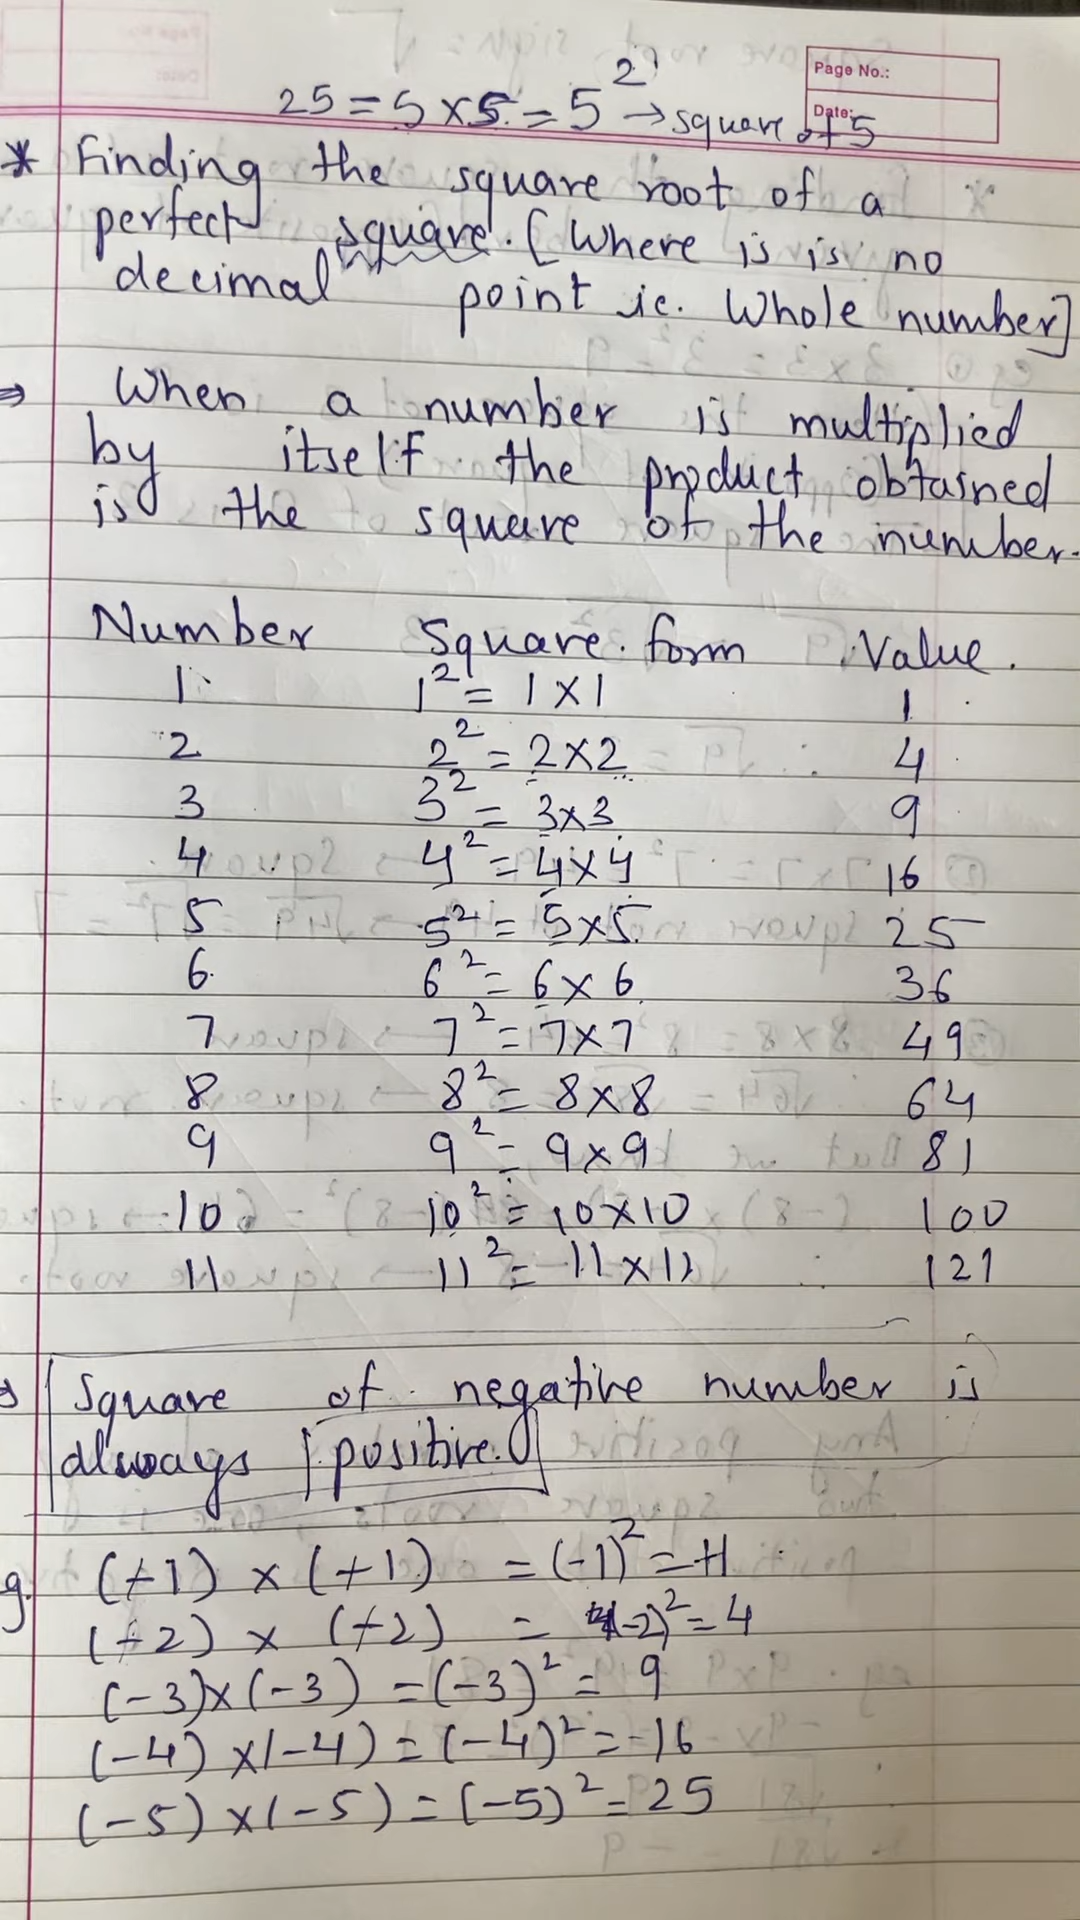 Page No.:
Date:
25 = 5 × 5 = 5² → square of 5
* Finding the square root of a
perfect square. [Where is is no
decimal point ie. Whole number]
⇒ When a number is multiplied
by itself the product obtained
is the square of the number.
Number Square form Value.
1 1² = 1 × 1 1
2 2² = 2 × 2 4
3 3² = 3 × 3 9
4 4² = 4 × 4 16
5 5² = 5 × 5 25
6 6² = 6 × 6 36
7 7² = 7 × 7 49
8 8² = 8 × 8 64
9 9² = 9 × 9 81
10 10² = 10 × 10 100
11 11² = 11 × 11 121
Square of negative number is
always positive.
g. (+1) × (+1) = (-1)² = +1
(+2) × (+2) = (-2)² = 4
(-3) × (-3) = (-3)² = 9
(-4) × (-4) = (-4)² = -16
(-5) × (-5) = (-5)² = 25